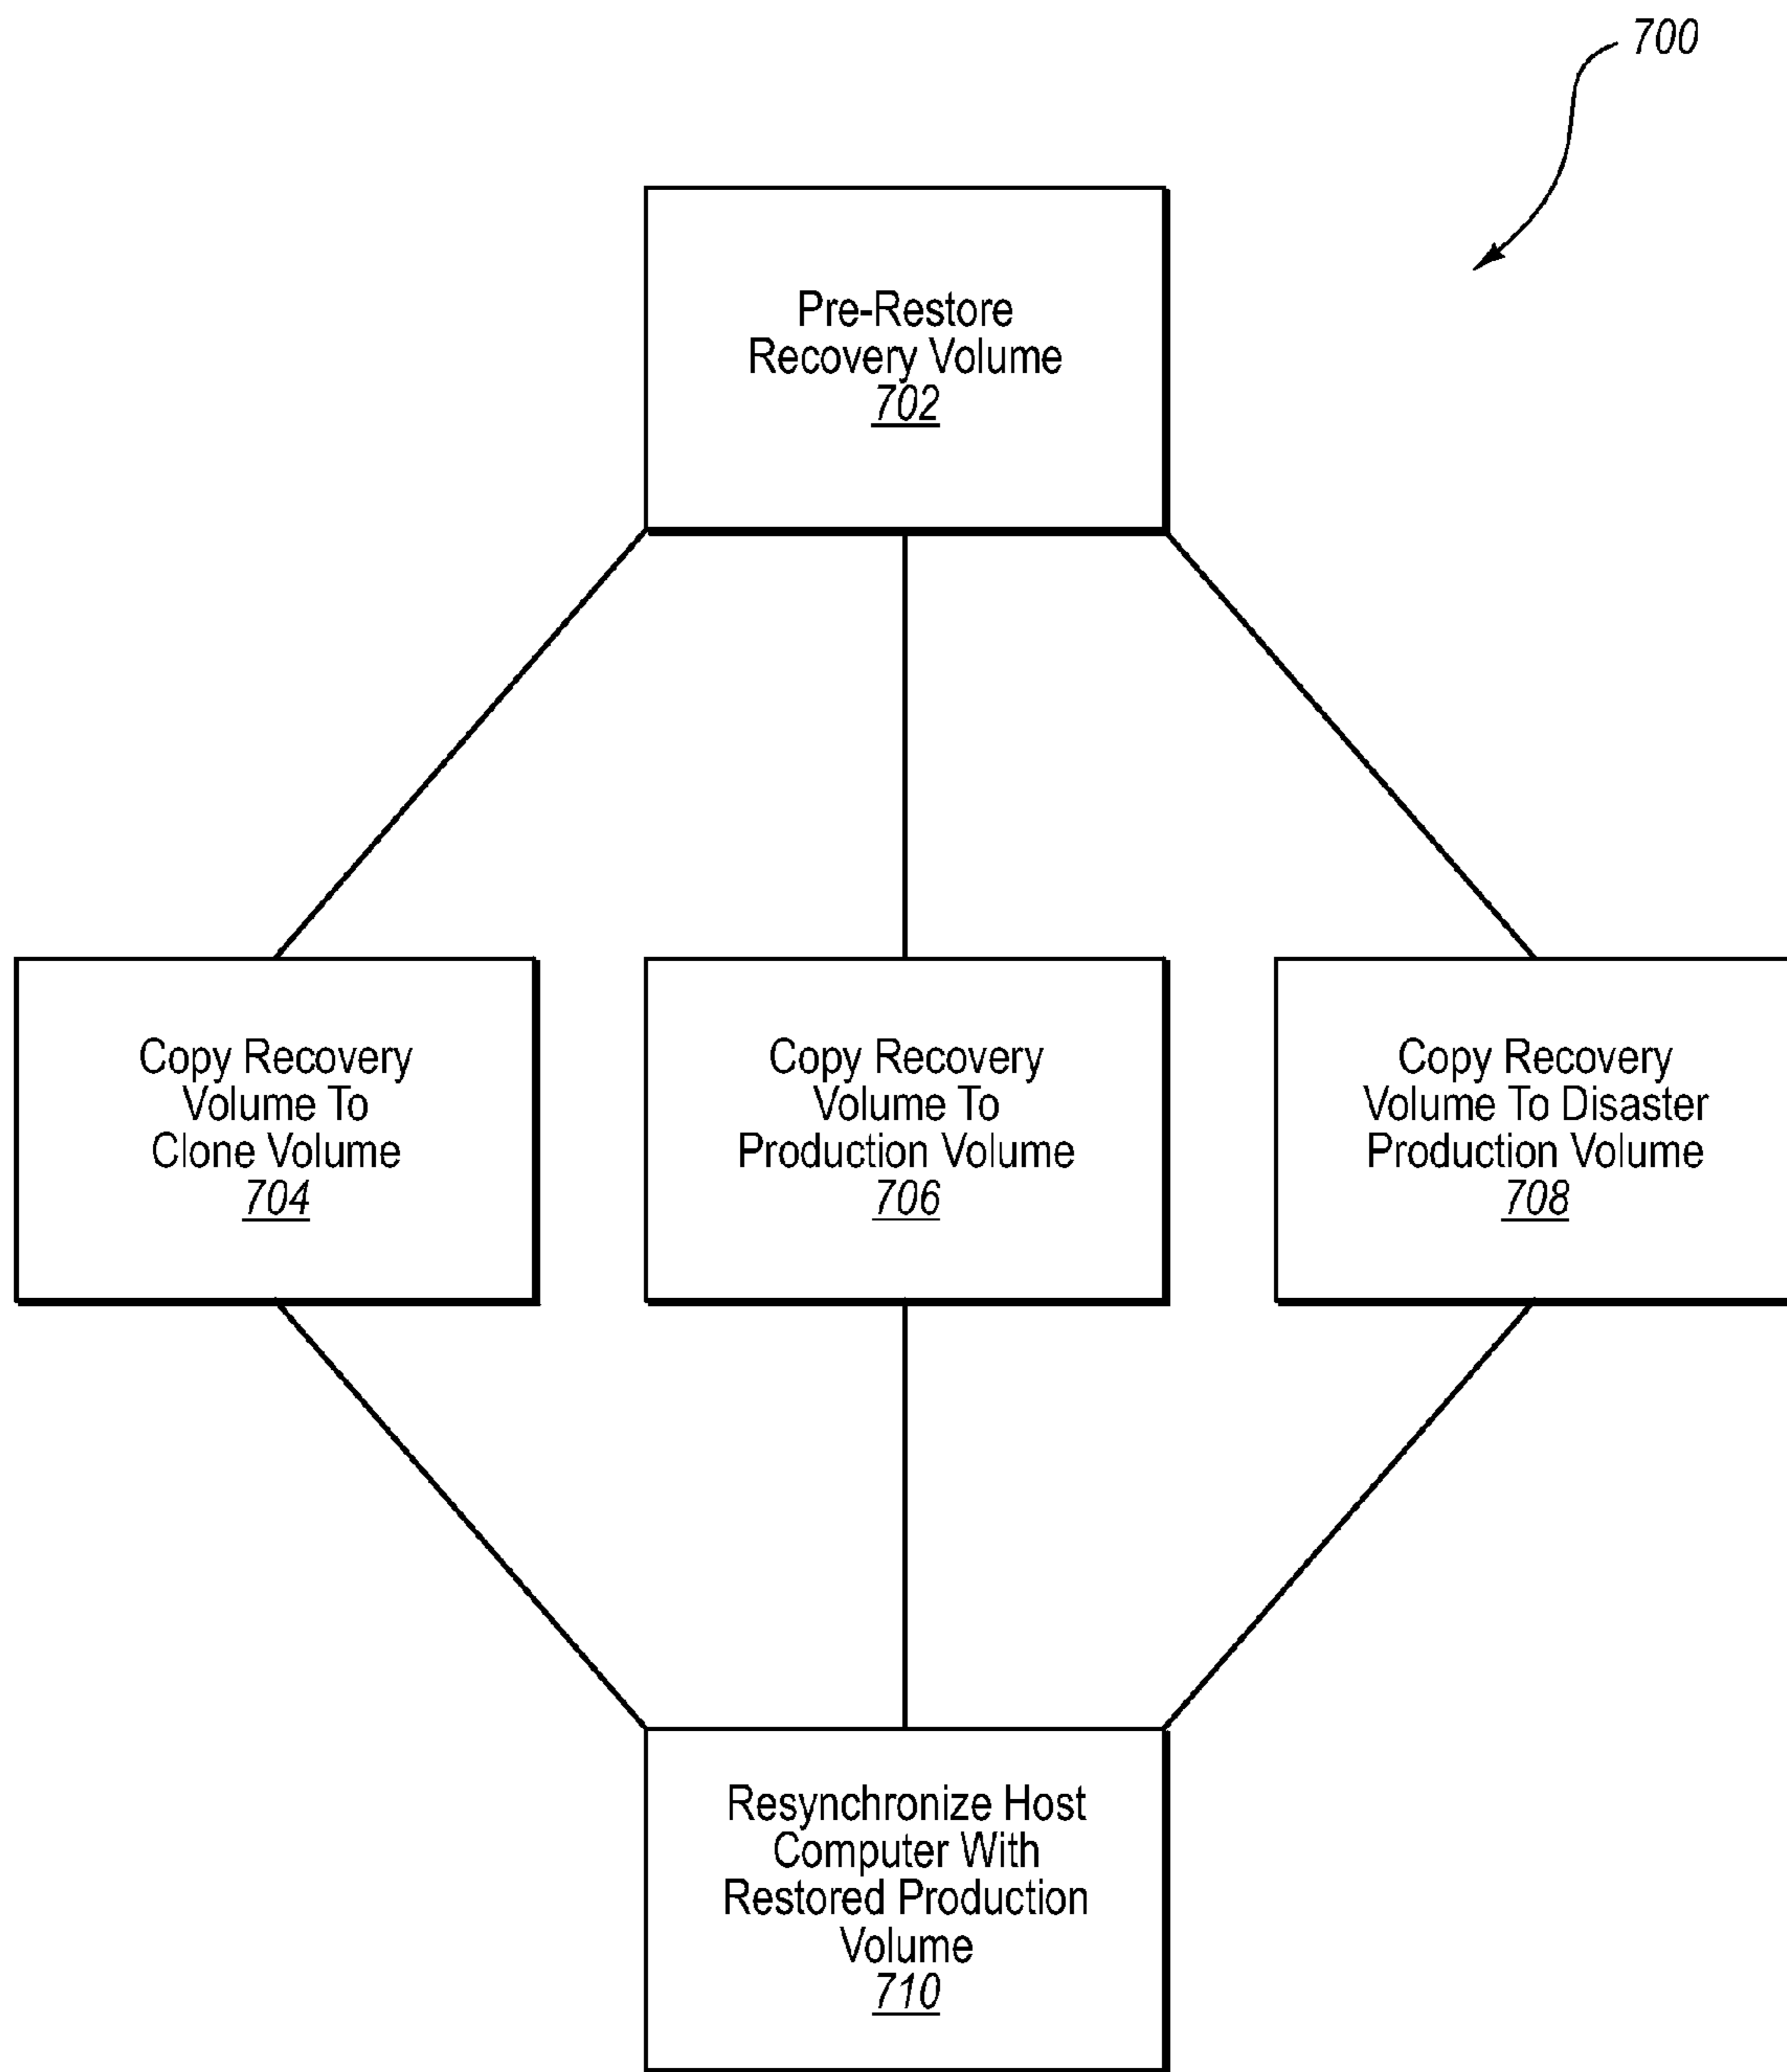 700
Pre-Restore
Recovery Volume
702
Copy Recovery
Volume To
Clone Volume
704
Copy Recovery
Volume To
Production Volume
706
Copy Recovery
Volume To Disaster
Production Volume
708
Resynchronize Host
Computer With
Restored Production
Volume
710